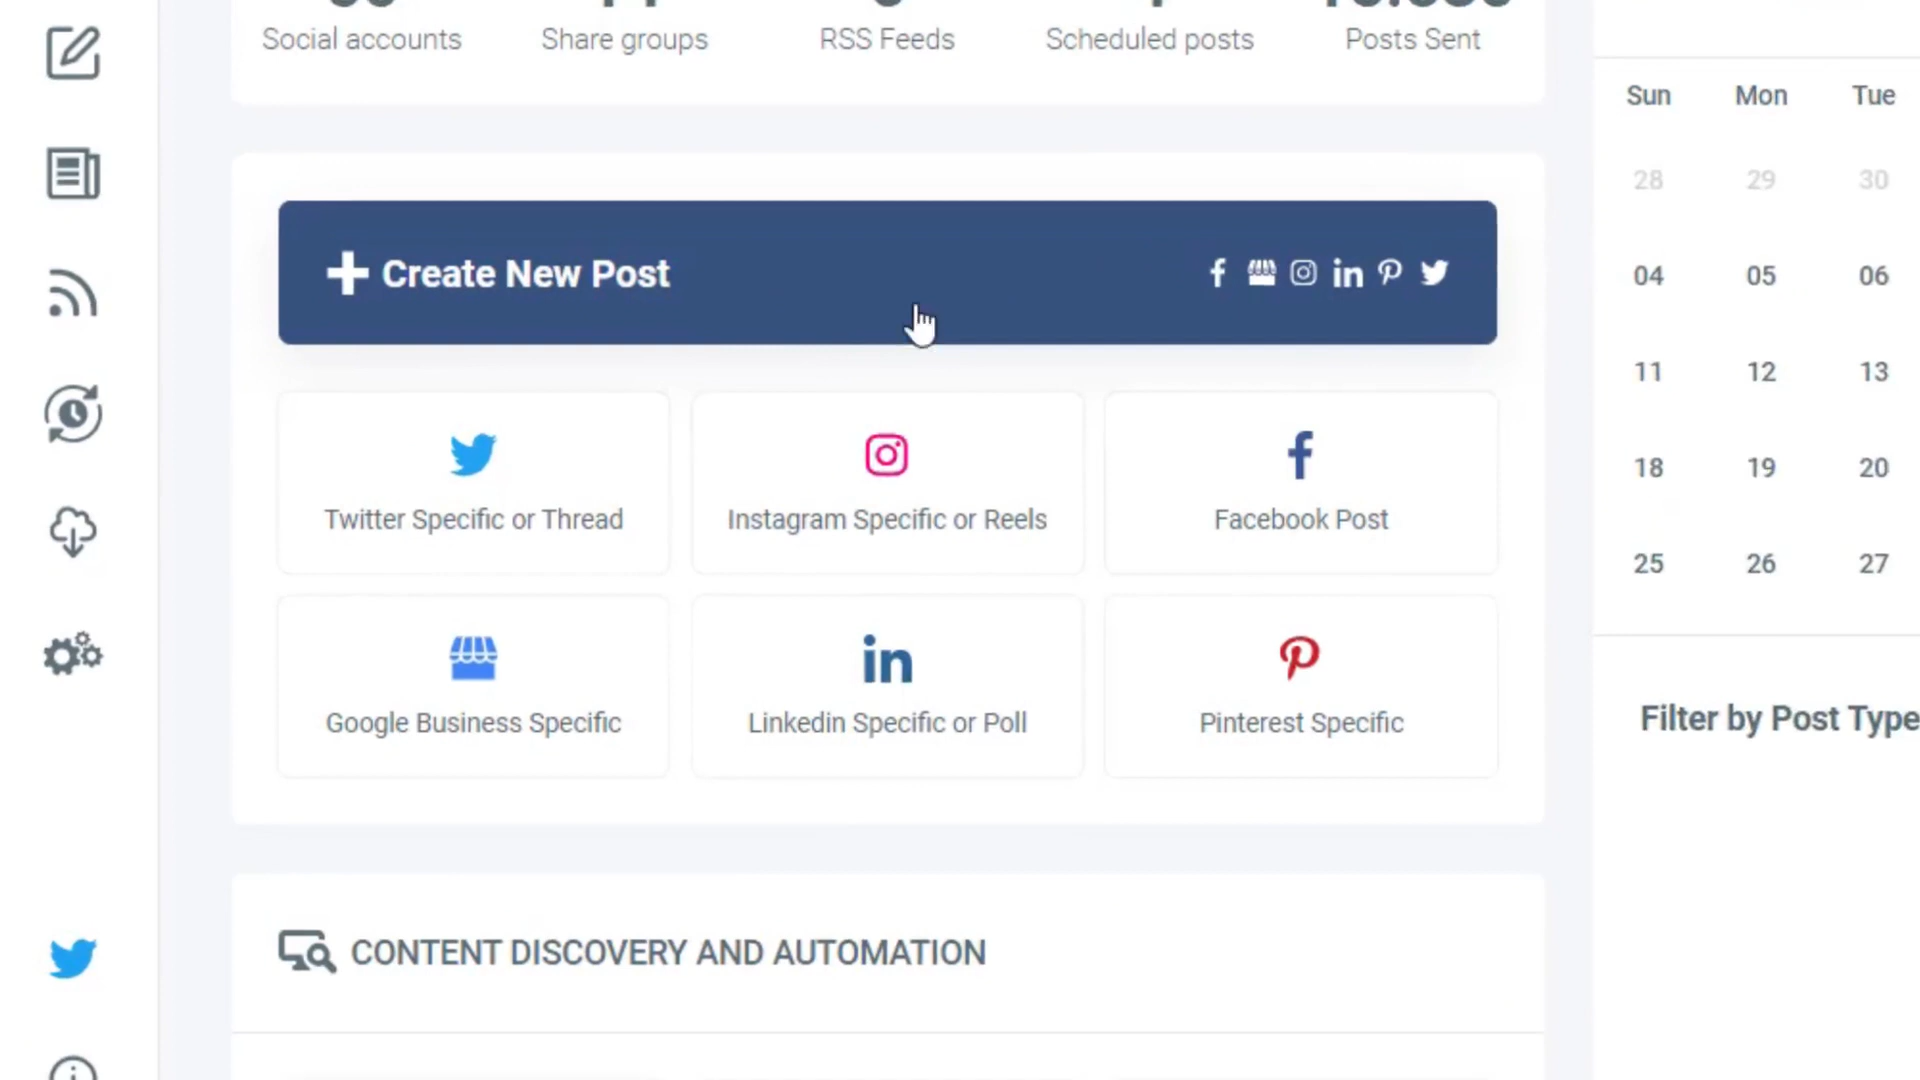 Social accounts
Share groups
RSS Feeds
Scheduled posts
Posts Sent
Create New Post
Twitter Specific or Thread
Instagram Specific or Reels
Facebook Post
Google Business Specific
Linkedin Specific or Poll
Pinterest Specific
CONTENT DISCOVERY AND AUTOMATION
Sun Mon Tue
28 29 30
04 05 06
11 12 13
18 19 20
25 26 27
Filter by Post Type